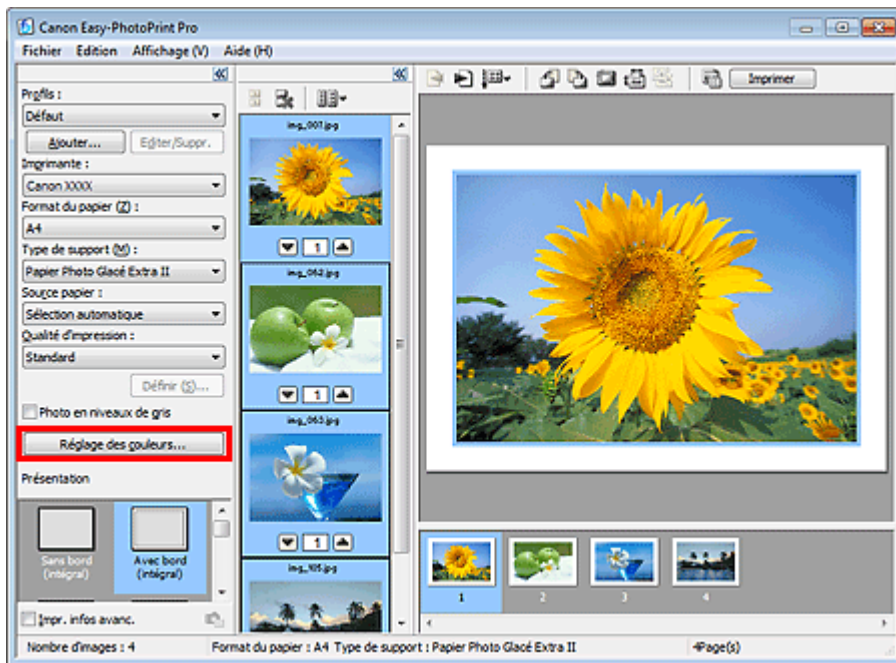 Canon Easy-PhotoPrint Pro
Fichier Edition Affichage (V) Aide (H)
Profils :
Défaut
Ajouter... Editer/Suppr.
Imprimante :
Canon XXXX
Format du papier (Z) :
A4
Type de support (M) :
Papier Photo Glacé Extra II
Source papier :
Sélection automatique
Qualité d'impression :
Standard
Définir (S)...
Photo en niveaux de gris
Réglage des couleurs...
Présentation
Sans bord (intégral)
Avec bord (intégral)
Impr. infos avanc.
img_001.jpg
1
img_062.jpg
1
img_063.jpg
1
img_105.jpg
Imprimer
1 2 3 4
Nombre d'images : 4 Format du papier : A4 Type de support : Papier Photo Glacé Extra II 4Page(s)